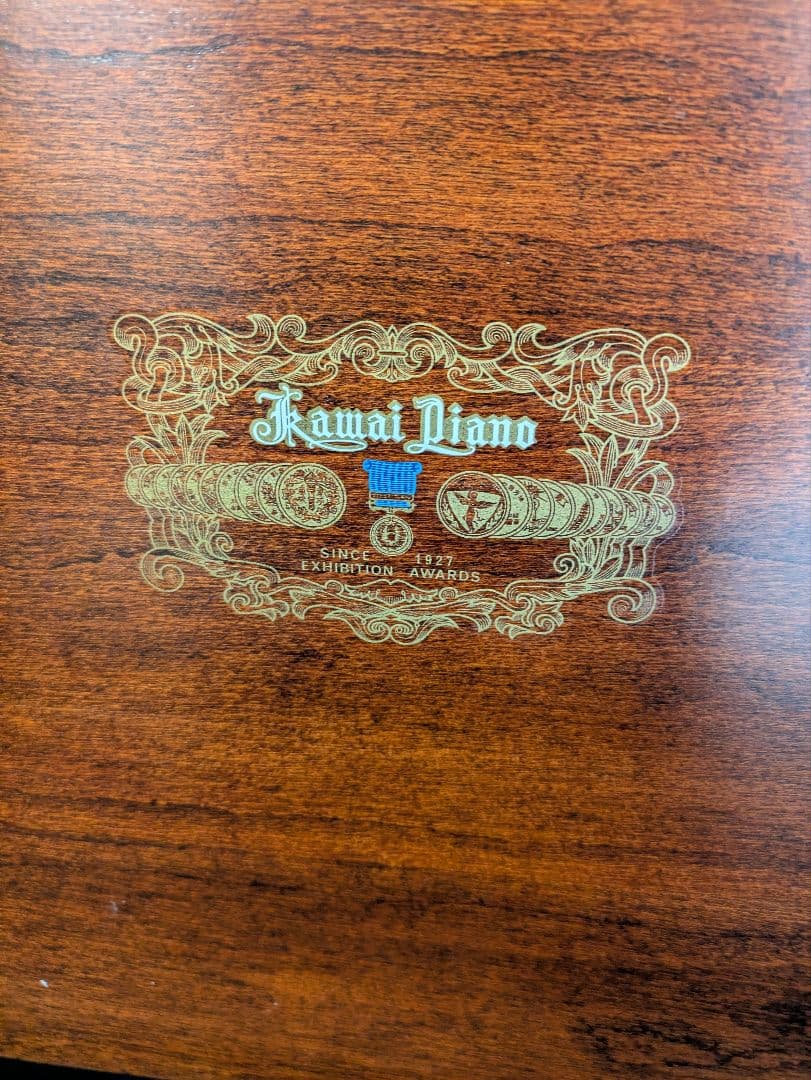 Kawai Piano
SINCE 1927
EXHIBITION AWARDS